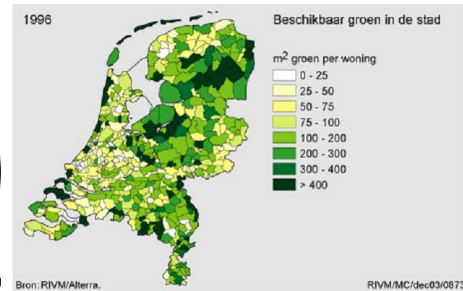 1996
Beschikbaar groen in de stad
m² groen per woning
0 - 25
25 - 50
50 - 75
75 - 100
100 - 200
200 - 300
300 - 400
> 400
Bron: RIVM/Alterra.
RIVM/MC/dec03/0873